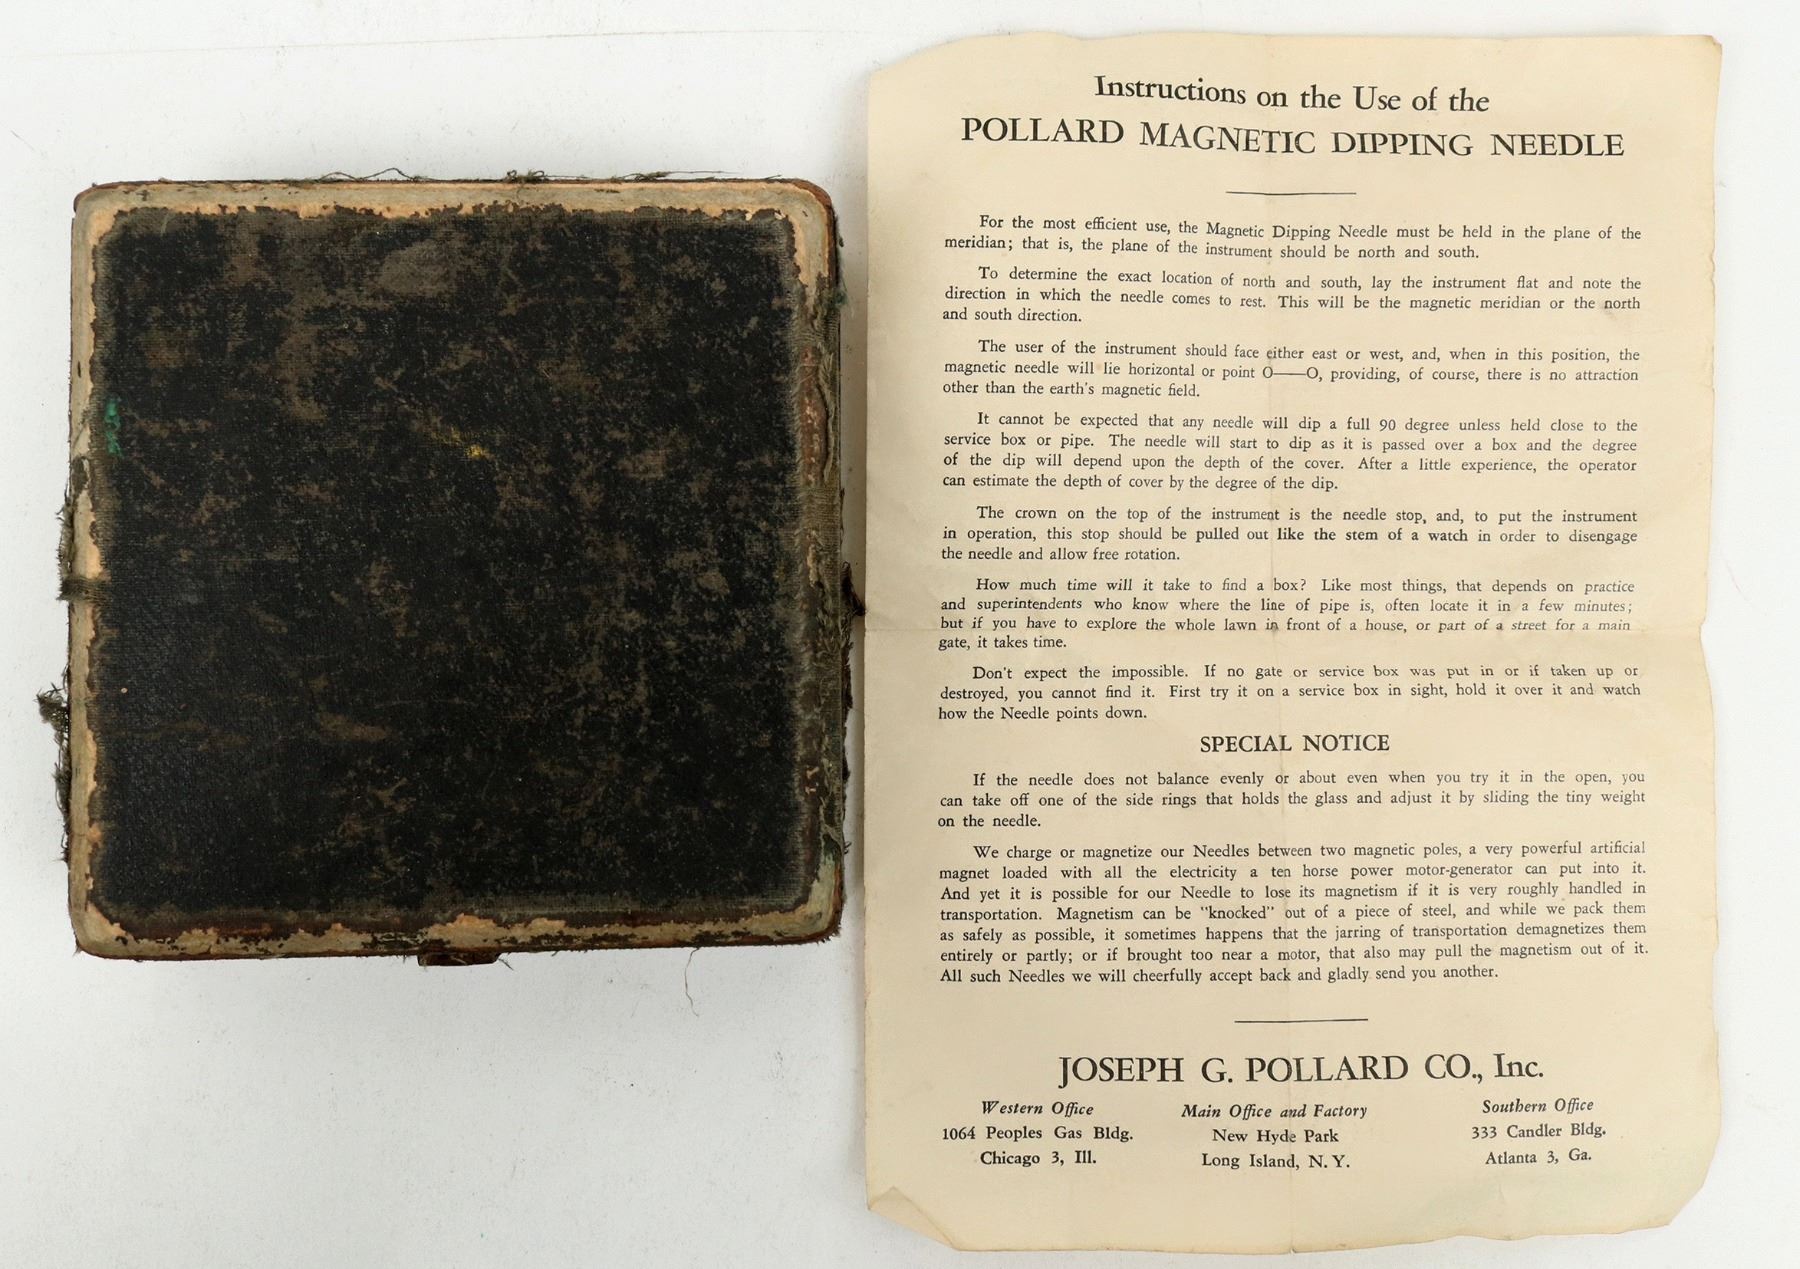 Instructions on the Use of the
POLLARD MAGNETIC DIPPING NEEDLE
For the most efficient use, the Magnetic Dipping Needle must be held in the plane of the
meridian; that is, the plane of the instrument should be north and south.
To determine the exact location of north and south, lay the instrument flat and note the
direction in which the needle comes to rest. This will be the magnetic meridian or the north
and south direction.
The user of the instrument should face either east or west, and, when in this position, the
magnetic needle will lie horizontal or point O——O, providing, of course, there is no attraction
other than the earth's magnetic field.
It cannot be expected that any needle will dip a full 90 degree unless held close to the
service box or pipe. The needle will start to dip as it is passed over a box and the degree
of the dip will depend upon the depth of the cover. After a little experience, the operator
can estimate the depth of cover by the degree of the dip.
The crown on the top of the instrument is the needle stop, and, to put the instrument
in operation, this stop should be pulled out like the stem of a watch in order to disengage
the needle and allow free rotation.
How much time will it take to find a box? Like most things, that depends on practice
and superintendents who know where the line of pipe is, often locate it in a few minutes;
but if you have to explore the whole lawn in front of a house, or part of a street for a main
gate, it takes time.
Don't expect the impossible. If no gate or service box was put in or if taken up or
destroyed, you cannot find it. First try it on a service box in sight, hold it over it and watch
how the Needle points down.
SPECIAL NOTICE
If the needle does not balance evenly or about even when you try it in the open, you
can take off one of the side rings that holds the glass and adjust it by sliding the tiny weight
on the needle.
We charge or magnetize our Needles between two magnetic poles, a very powerful artificial
magnet loaded with all the electricity a ten horse power motor-generator can put into it.
And yet it is possible for our Needle to lose its magnetism if it is very roughly handled in
transportation. Magnetism can be "knocked" out of a piece of steel, and while we pack them
as safely as possible, it sometimes happens that the jarring of transportation demagnetizes them
entirely or partly; or if brought too near a motor, that also may pull the magnetism out of it.
All such Needles we will cheerfully accept back and gladly send you another.
JOSEPH G. POLLARD CO., Inc.
Western Office
1064 Peoples Gas Bldg.
Chicago 3, Ill.
Main Office and Factory
New Hyde Park
Long Island, N. Y.
Southern Office
333 Candler Bldg.
Atlanta 3, Ga.